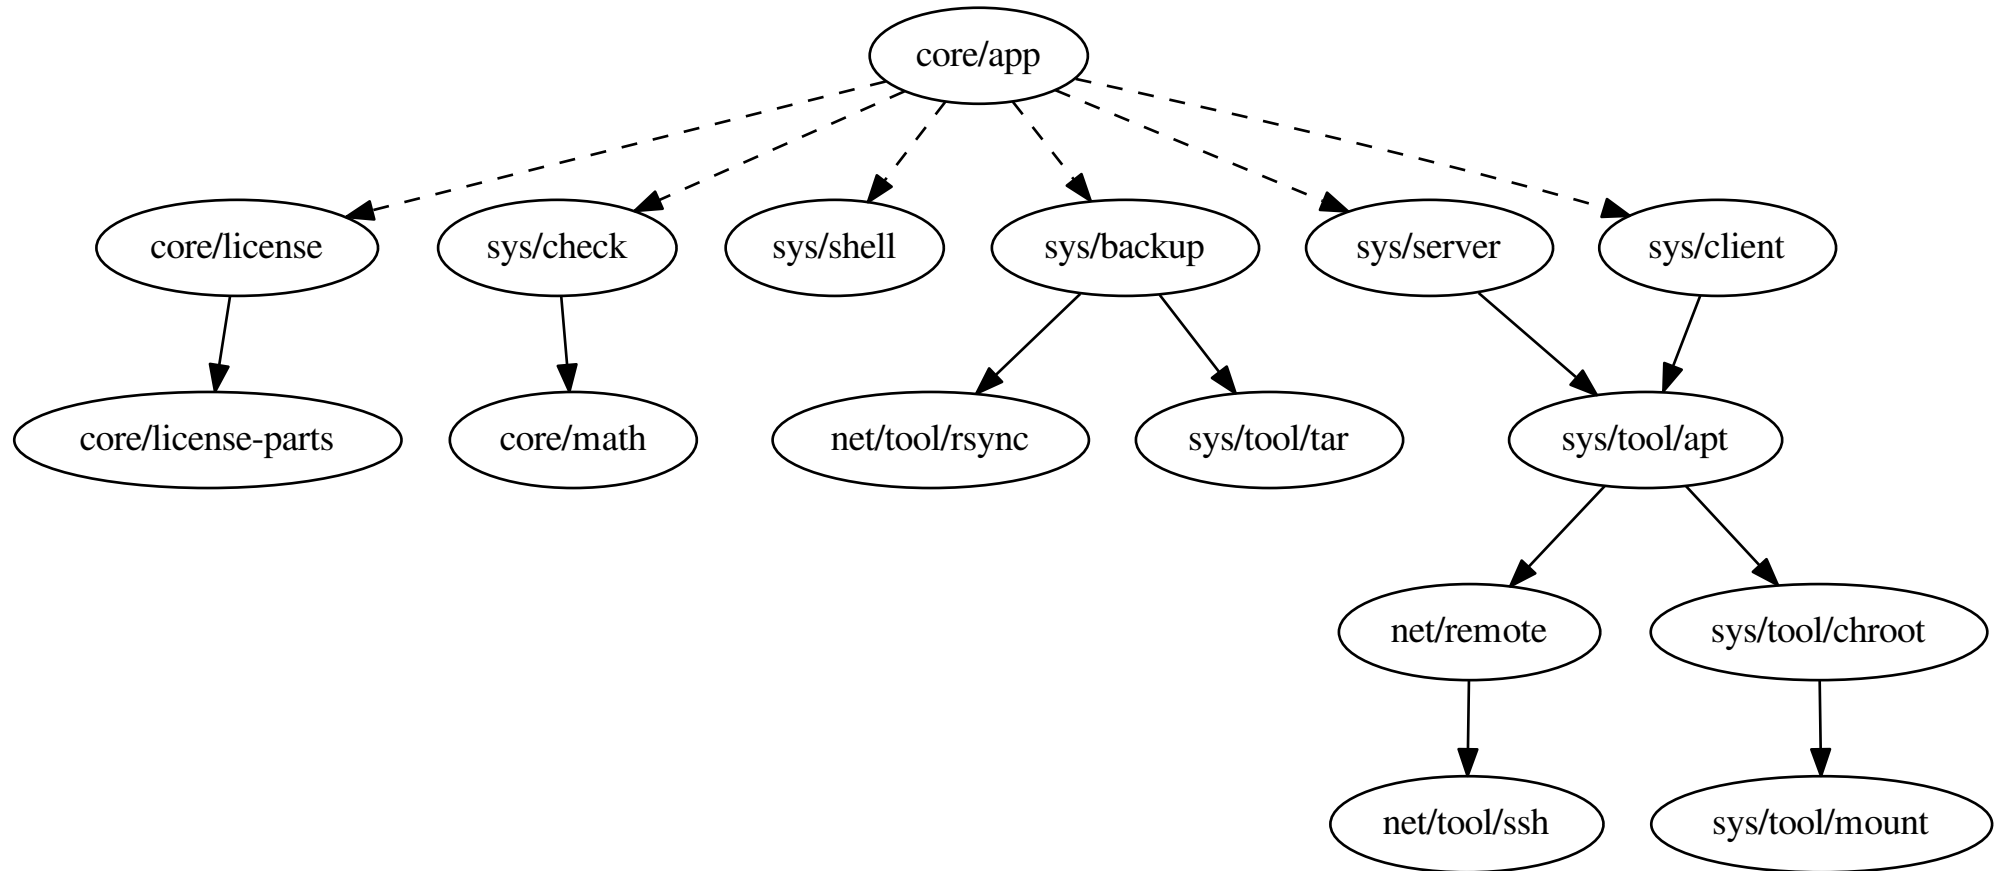 core/app
core/license
sys/check
sys/shell
sys/backup
sys/server
sys/client
core/license-parts
core/math
net/tool/rsync
sys/tool/tar
sys/tool/apt
net/remote
sys/tool/chroot
net/tool/ssh
sys/tool/mount